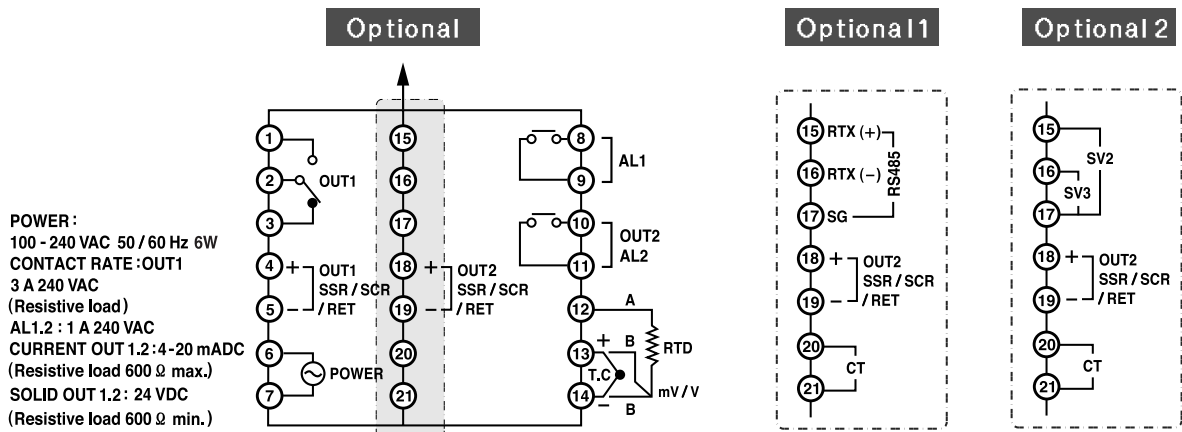 Optional
Optional1
Optional 2
POWER :
100 - 240 VAC 50 / 60 Hz 6W
CONTACT RATE :OUT1
3 A 240 VAC
(Resistive load)
AL1.2 : 1 A 240 VAC
CURRENT OUT 1.2 :4-20 mADC
(Resistive load 600 Ω max.)
SOLID OUT 1.2: 24 VDC
(Resistive load 600 Ω min.)
1
2
3
OUT1
4 +
5 −
OUT1
SSR / SCR
/ RET
6
7
POWER
15
16
17
18 +
19 −
OUT2
SSR / SCR
/ RET
20
21
8
9
AL1
10
11
OUT2
AL2
12 A
13 + B
14 − B
T.C
RTD
mV / V
15 RTX (+)
16 RTX (−)
17 SG
RS485
18 +
19 −
OUT2
SSR / SCR
/ RET
20
21
CT
15
16
17
SV2
SV3
18 +
19 −
OUT2
SSR / SCR
/ RET
20
21
CT